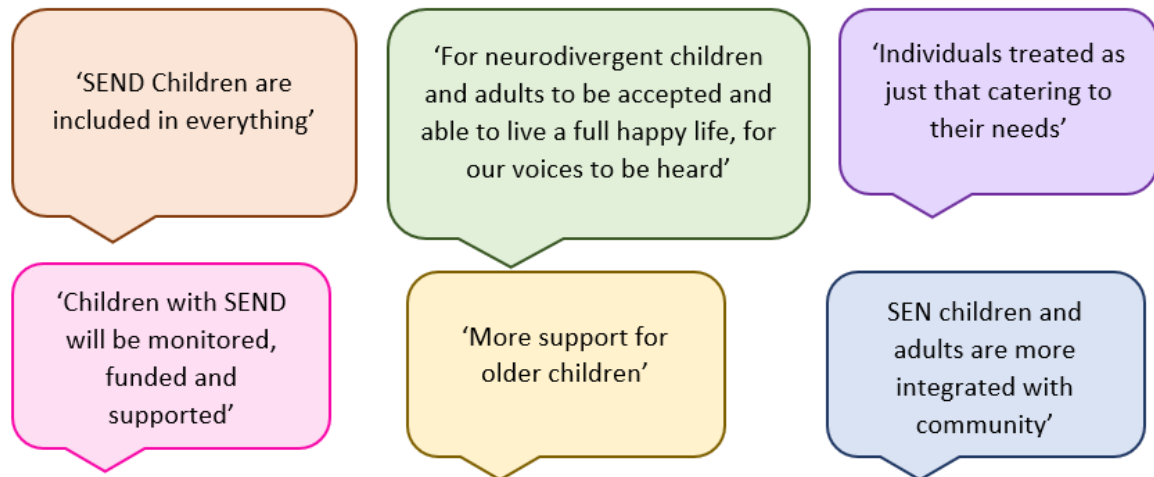 ‘SEND Children are
included in everything’
‘For neurodivergent children
and adults to be accepted and
able to live a full happy life, for
our voices to be heard’
‘Individuals treated as
just that catering to
their needs’
‘Children with SEND
will be monitored,
funded and
supported’
‘More support for
older children’
SEN children and
adults are more
integrated with
community’